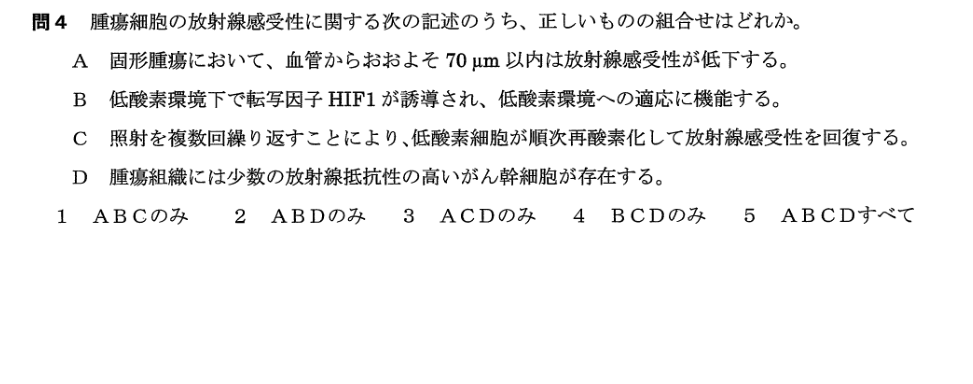 問4 腫瘍細胞の放射線感受性に関する次の記述のうち、正しいものの組合せはどれか。
A 固形腫瘍において、血管からおおよそ 70 μm 以内は放射線感受性が低下する。
B 低酸素環境下で転写因子 HIF1 が誘導され、低酸素環境への適応に機能する。
C 照射を複数回繰り返すことにより、低酸素細胞が順次再酸素化して放射線感受性を回復する。
D 腫瘍組織には少数の放射線抵抗性の高いがん幹細胞が存在する。
1 ＡＢＣのみ 2 ＡＢＤのみ 3 ＡＣＤのみ 4 ＢＣＤのみ 5 ＡＢＣＤすべて